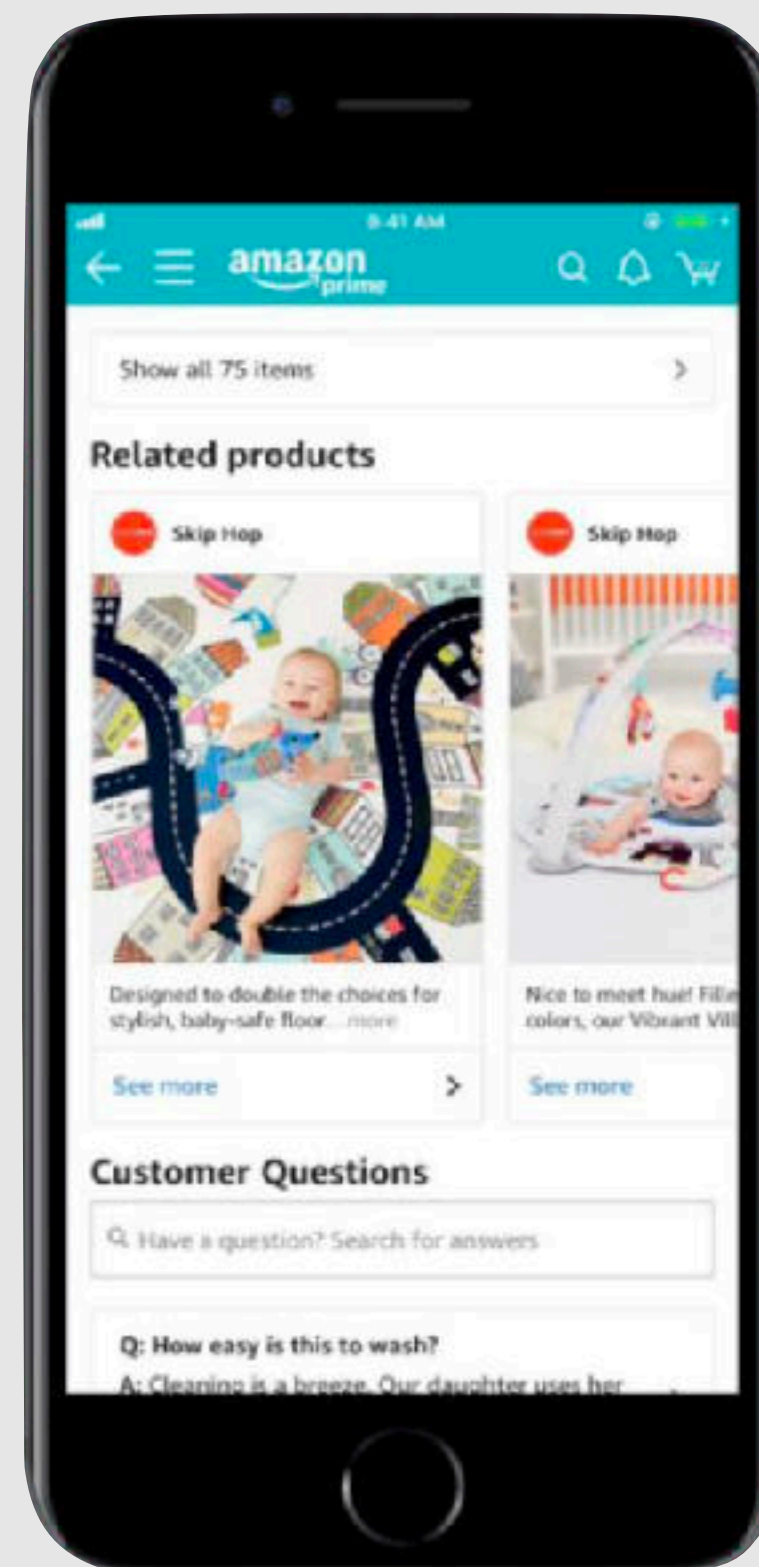 9:41 AM
amazon
prime
Show all 75 items
Related products
Skip Hop
Skip Hop
Designed to double the choices for
stylish, baby-safe floor... more
Nice to meet hue! Fille
colors, our Vibrant Vill
See more
See more
Customer Questions
Have a question? Search for answers
Q: How easy is this to wash?
A: Cleaning is a breeze. Our daughter uses her